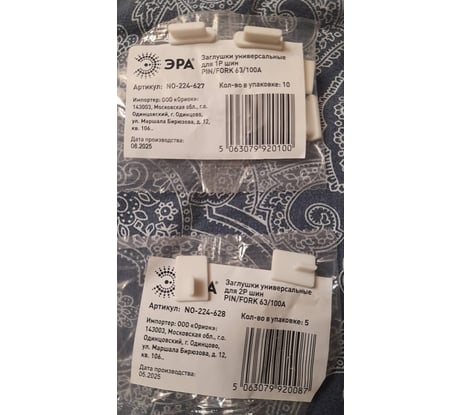 ЭРА
Заглушки универсальные
для 1P шин
PIN/FORK 63/100A
Артикул: NO-224-627
Кол-во в упаковке: 10
Импортер: ООО «Орион»:
143003, Московская обл., г.о.
Одинцовский, г. Одинцово,
ул. Маршала Бирюзова, д. 12,
кв. 106..
Дата производства:
06.2025
5 063079 920100
А
Заглушки универсальные
для 2P шин
PIN/FORK 63/100A
Артикул: NO-224-628
Кол-во в упаковке: 5
Импортер: ООО «Орион»:
143003, Московская обл., г.о.
Одинцовский, г. Одинцово,
ул. Маршала Бирюзова, д. 12,
кв. 106..
Дата производства:
05.2025
5 063079 920087